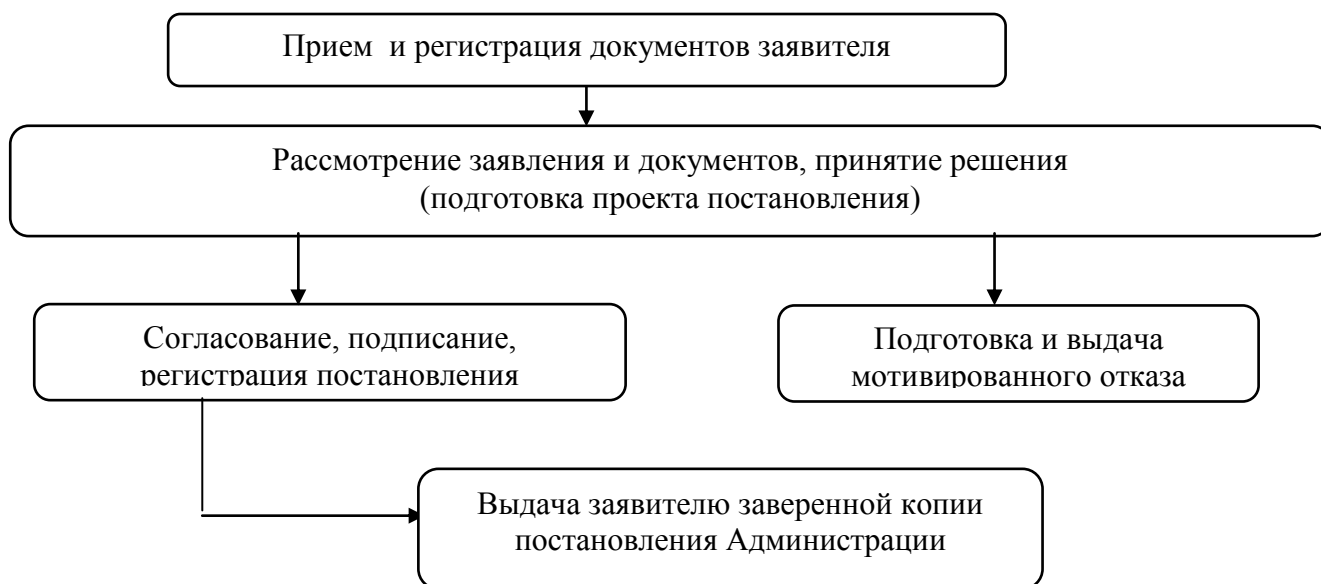 Прием и регистрация документов заявителя
Рассмотрение заявления и документов, принятие решения
(подготовка проекта постановления)
Согласование, подписание,
регистрация постановления
Подготовка и выдача
мотивированного отказа
Выдача заявителю заверенной копии
постановления Администрации